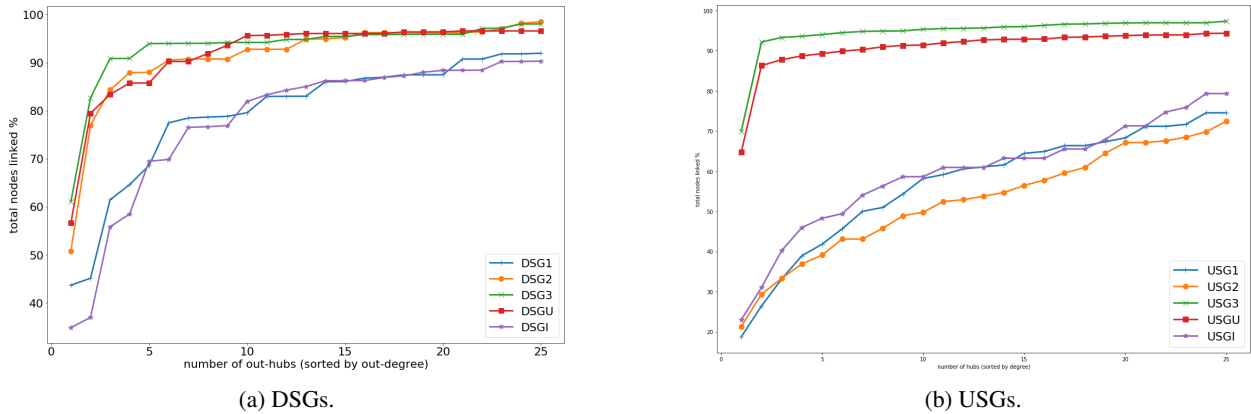 100
90
80
70
60
50
40
total nodes linked %
0
5
10
15
20
25
number of out-hubs (sorted by out-degree)
DSG1
DSG2
DSG3
DSGU
DSGI
(a) DSGs.
100
90
80
70
60
50
40
30
20
total nodes linked %
0
5
10
15
20
25
number of hubs (sorted by degree)
USG1
USG2
USG3
USGU
USGI
(b) USGs.